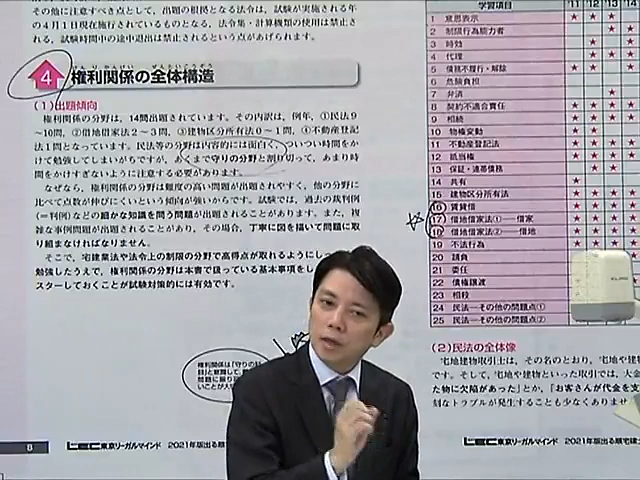 その他に注意すべき点として、出題の根拠となる法令は、試験が実施される年
の4月1日現在施行されているものとなる、法令集・計算機類の使用は禁止さ
れる、試験時間中の途中退出は禁止されるという点があげられます。
4 権利関係の全体構造
(1)出題傾向
権利関係の分野は、14問出題されています。その内訳は、例年、①民法9
～10問、②借地借家法2～3問、③建物区分所有法0～1問、④不動産登記
法1問となっています。民法等の分野は内容的には面白く、ついつい時間をか
けて勉強してしまいがちですが、あくまで守りの分野と割り切って、あまり時
間をかけすぎないように注意する必要があります。
なぜなら、権利関係の分野は難度の高い問題が出題されやすく、他の分野に
比べて点数が伸びにくいという傾向が強いからです。試験では、過去の裁判例
(＝判例)などの細かな知識を問う問題が出題されることがあります。また、複
雑な事例問題が出題されることがあり、その場合、丁寧に図を描いて問題に取
り組まなければなりません。
そこで、宅建業法や法令上の制限の分野で高得点が取れるようにし
勉強したうえで、権利関係の分野は本書で扱っている基本事項をし
スターしておくことが試験対策的には有効です。
権利関係は「守りの
8
LEC東京リーガルマインド 2021年版出る順宅
学習項目 '11 '12 '13 '14
1 意思表示 ★ ★ ★ ★
2 制限行為能力者
3 時効
4 代理
5 債務不履行・解除
6 危険負担
7 弁済
8 契約不適合責任
9 相続
10 物権変動
11 不動産登記法
12 抵当権
13 保証・連帯債務
14 共有
15 建物区分所有法
16 賃貸借
17 借地借家法①──借家
18 借地借家法②──借地
19 不法行為
20 請負
21 委任
22 債権譲渡
23 相殺
24 民法─その他の問題点①
25 民法─その他の問題点②
(2)民法の全体像
宅地建物取引士は、その名のとおり、宅地や建
です。そして、宅地や建物といった取引では、大金
た物に欠陥があった」とか、「お客さんが代金を支
刻なトラブルが発生することも少なくありませ
LEC東京リーガルマインド 2021年版出る順宅建